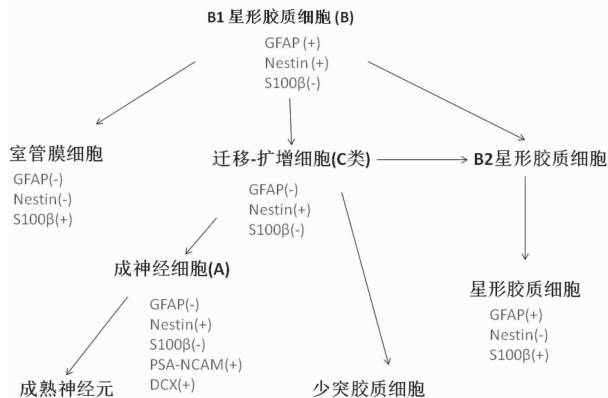 B1星形胶质细胞(B)
GFAP (+)
Nestin (+)
S100β(-)
室管膜细胞
GFAP(-)
Nestin(-)
S100β(+)
迁移-扩增细胞(C类)
GFAP(-)
Nestin(+)
S100β(-)
B2星形胶质细胞
成神经细胞(A)
GFAP(-)
Nestin(+)
S100β(-)
PSA-NCAM(+)
DCX(+)
星形胶质细胞
GFAP(+)
Nestin(-)
S100β(+)
成熟神经元
少突胶质细胞